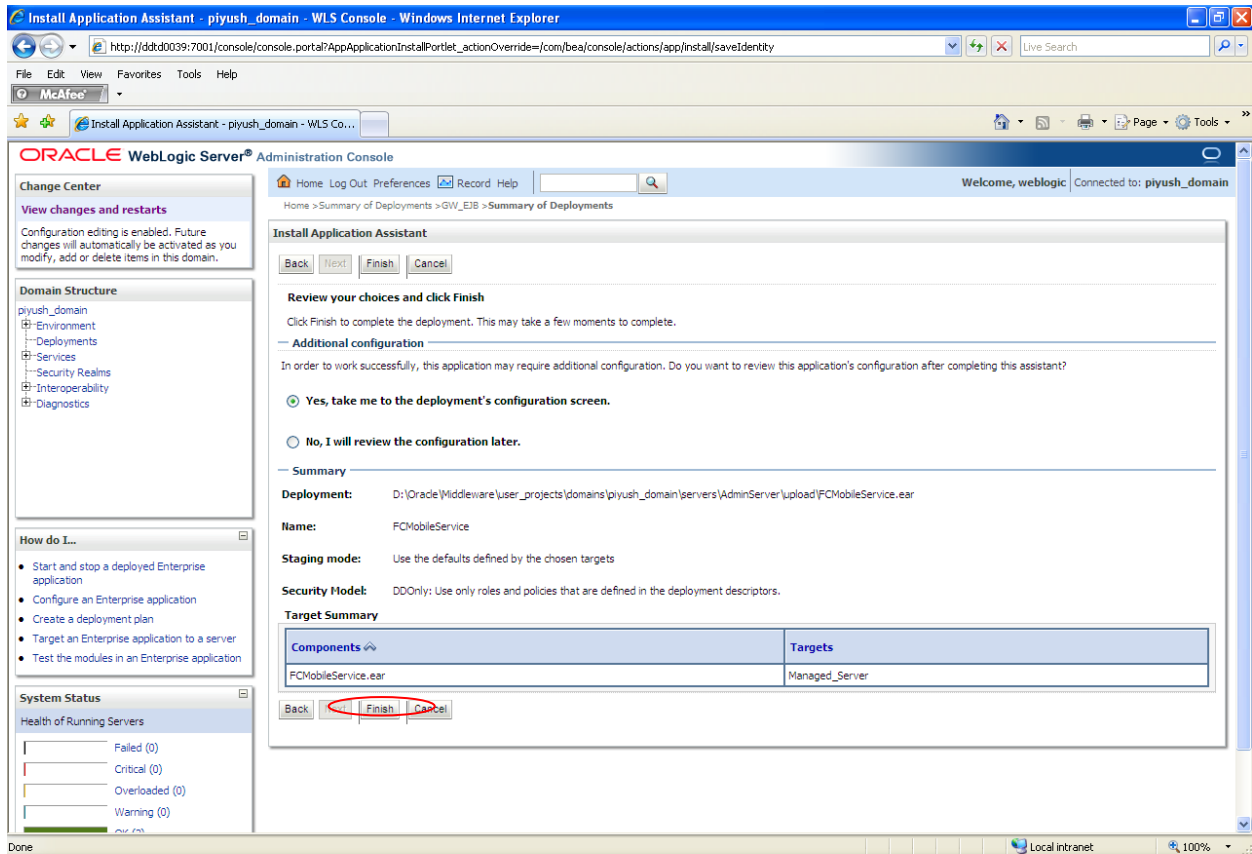 Install Application Assistant - piyush_domain - WLS Console - Windows Internet Explorer
http://ddtd0039:7001/console/console.portal?AppApplicationInstallPortlet_actionOverride=/com/bea/console/actions/app/install/saveIdentity
Live Search
File Edit View Favorites Tools Help
McAfee
Install Application Assistant - piyush_domain - WLS Co...
Page Tools
ORACLE WebLogic Server® Administration Console
Change Center
View changes and restarts
Configuration editing is enabled. Future
changes will automatically be activated as you
modify, add or delete items in this domain.
Domain Structure
piyush_domain
Environment
Deployments
Services
Security Realms
Interoperability
Diagnostics
How do I...
Start and stop a deployed Enterprise
application
Configure an Enterprise application
Create a deployment plan
Target an Enterprise application to a server
Test the modules in an Enterprise application
System Status
Health of Running Servers
Failed (0)
Critical (0)
Overloaded (0)
Warning (0)
Home Log Out Preferences Record Help
Welcome, weblogic Connected to: piyush_domain
Home >Summary of Deployments >GW_EJB >Summary of Deployments
Install Application Assistant
Back Next Finish Cancel
Review your choices and click Finish
Click Finish to complete the deployment. This may take a few moments to complete.
Additional configuration
In order to work successfully, this application may require additional configuration. Do you want to review this application's configuration after completing this assistant?
Yes, take me to the deployment's configuration screen.
No, I will review the configuration later.
Summary
Deployment: D:\Oracle\Middleware\user_projects\domains\piyush_domain\servers\AdminServer\upload\FCMobileService.ear
Name: FCMobileService
Staging mode: Use the defaults defined by the chosen targets
Security Model: DDOnly: Use only roles and policies that are defined in the deployment descriptors.
Target Summary
Components Targets
FCMobileService.ear Managed_Server
Back Next Finish Cancel
Done
Local intranet
100%